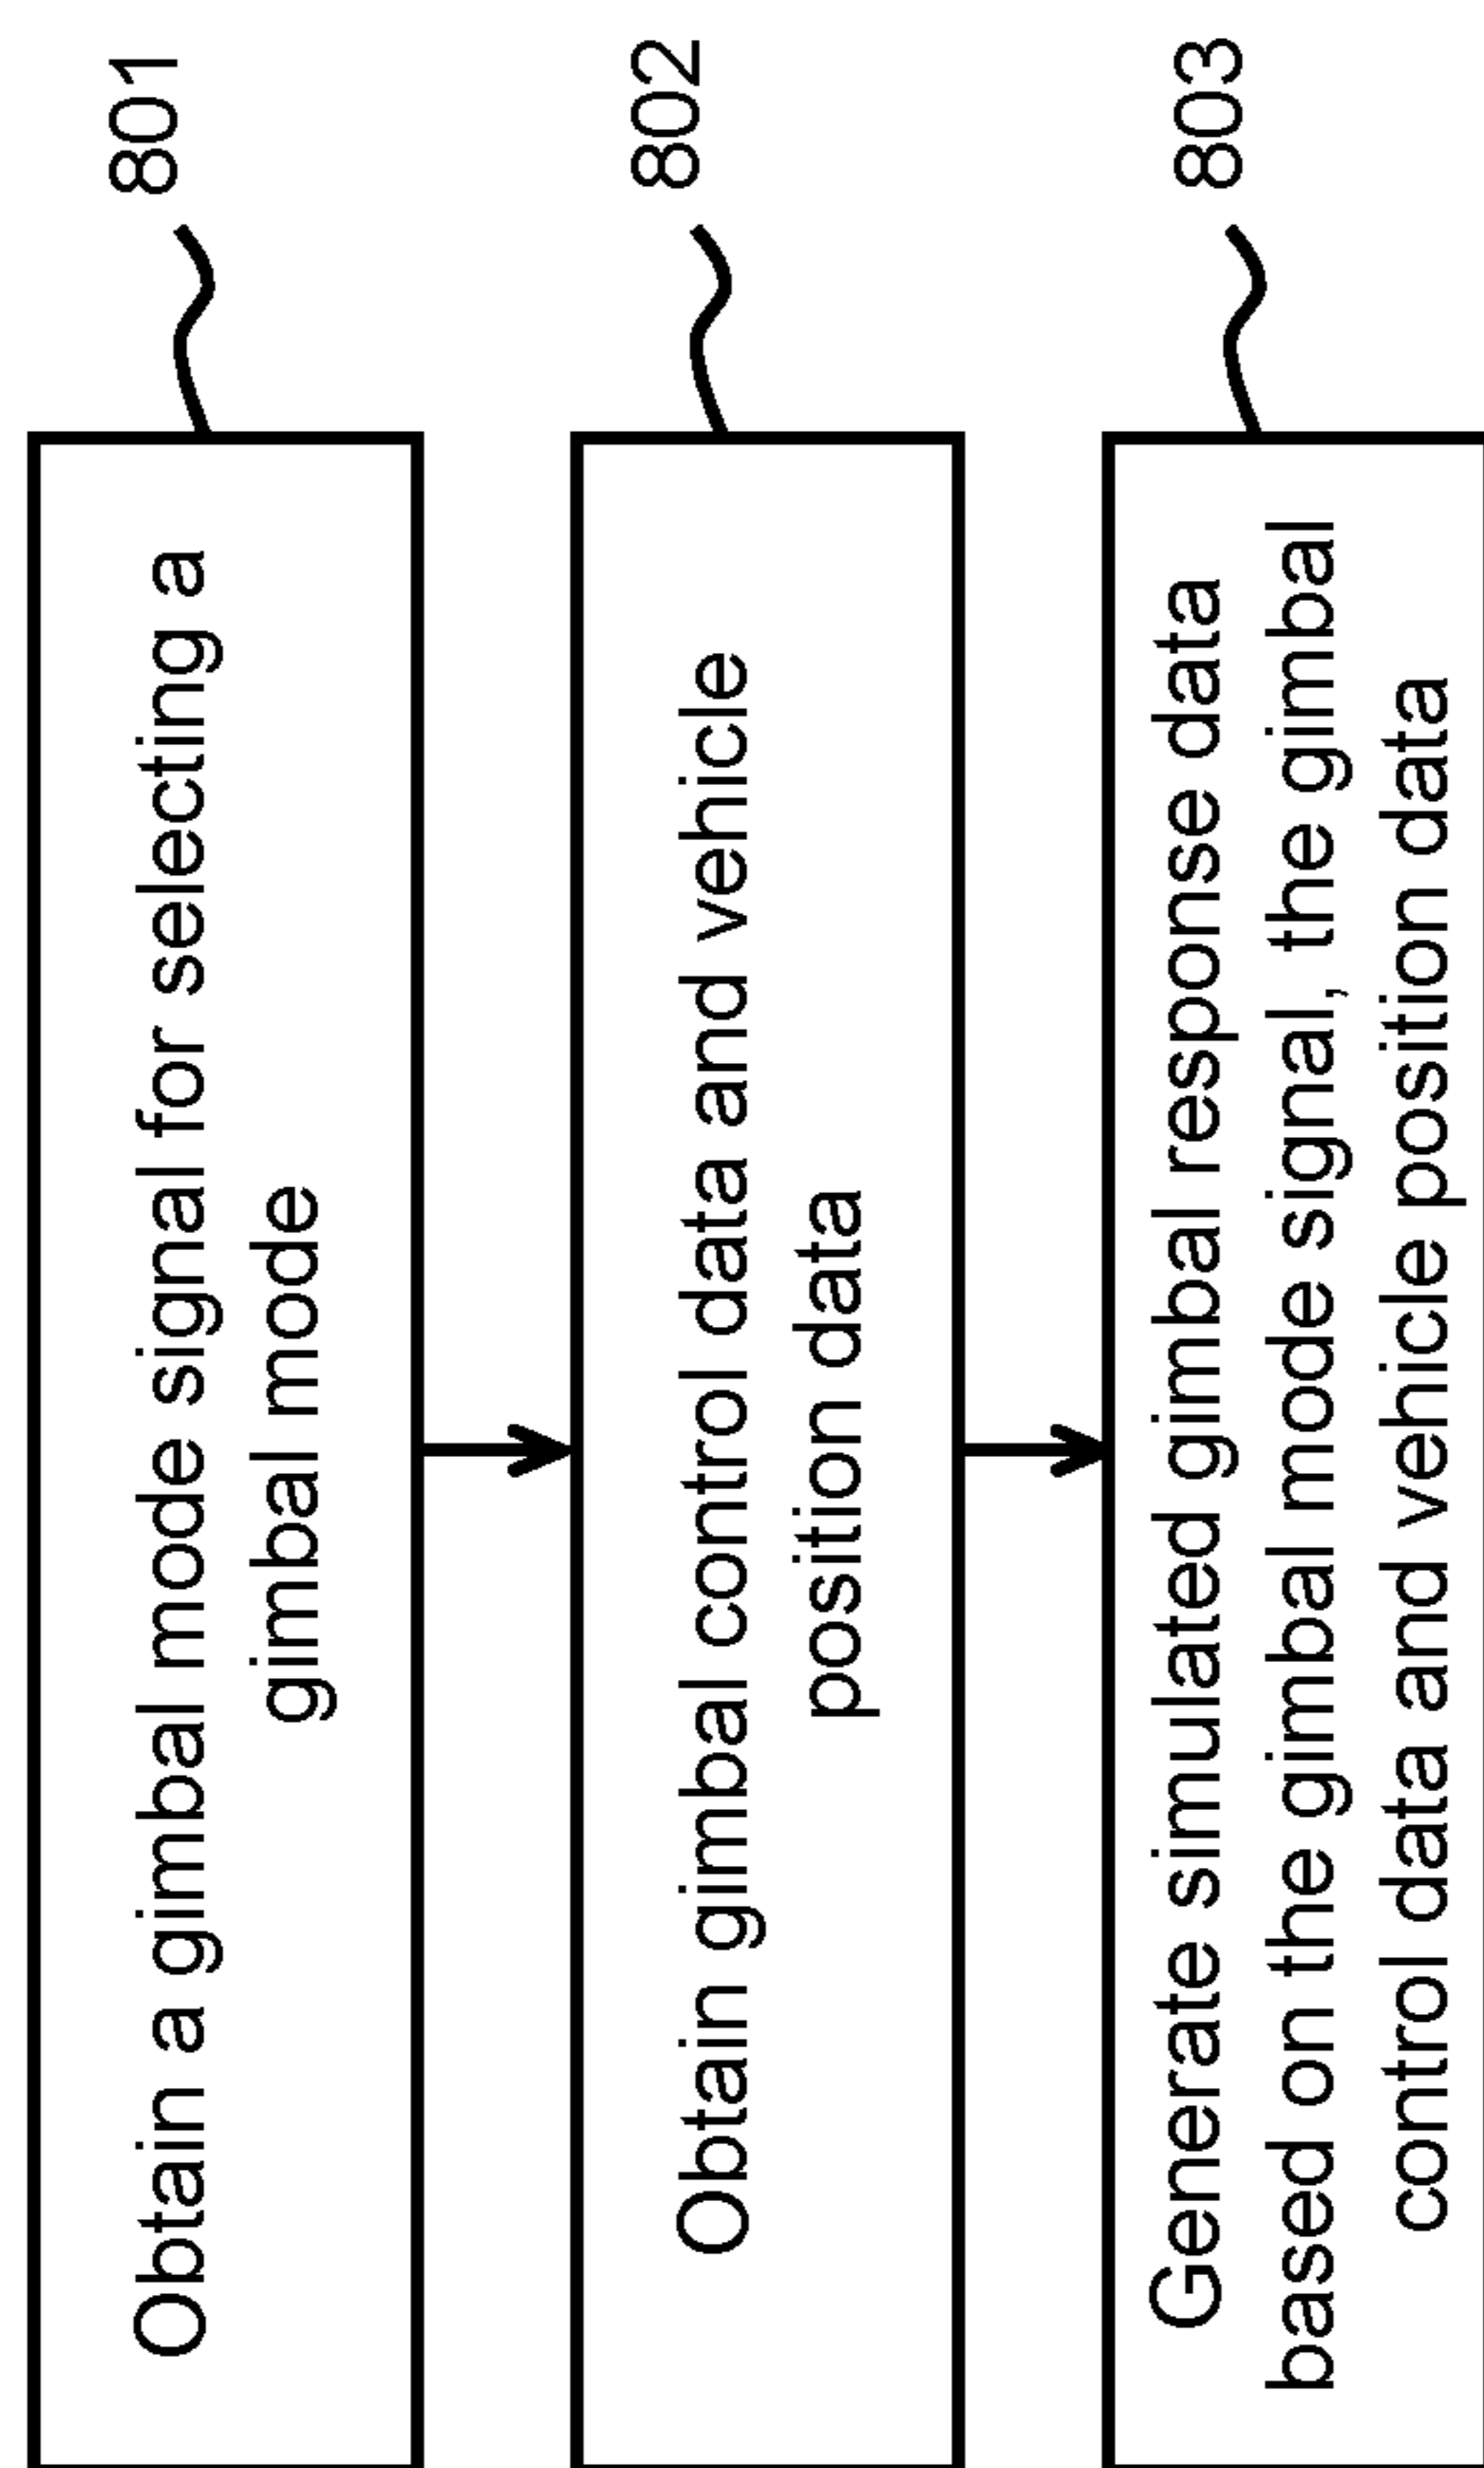 801
Obtain a gimbal mode signal for selecting a
gimbal mode
802
Obtain gimbal control data and vehicle
position data
803
Generate simulated gimbal response data
based on the gimbal mode signal, the gimbal
control data and vehicle position data